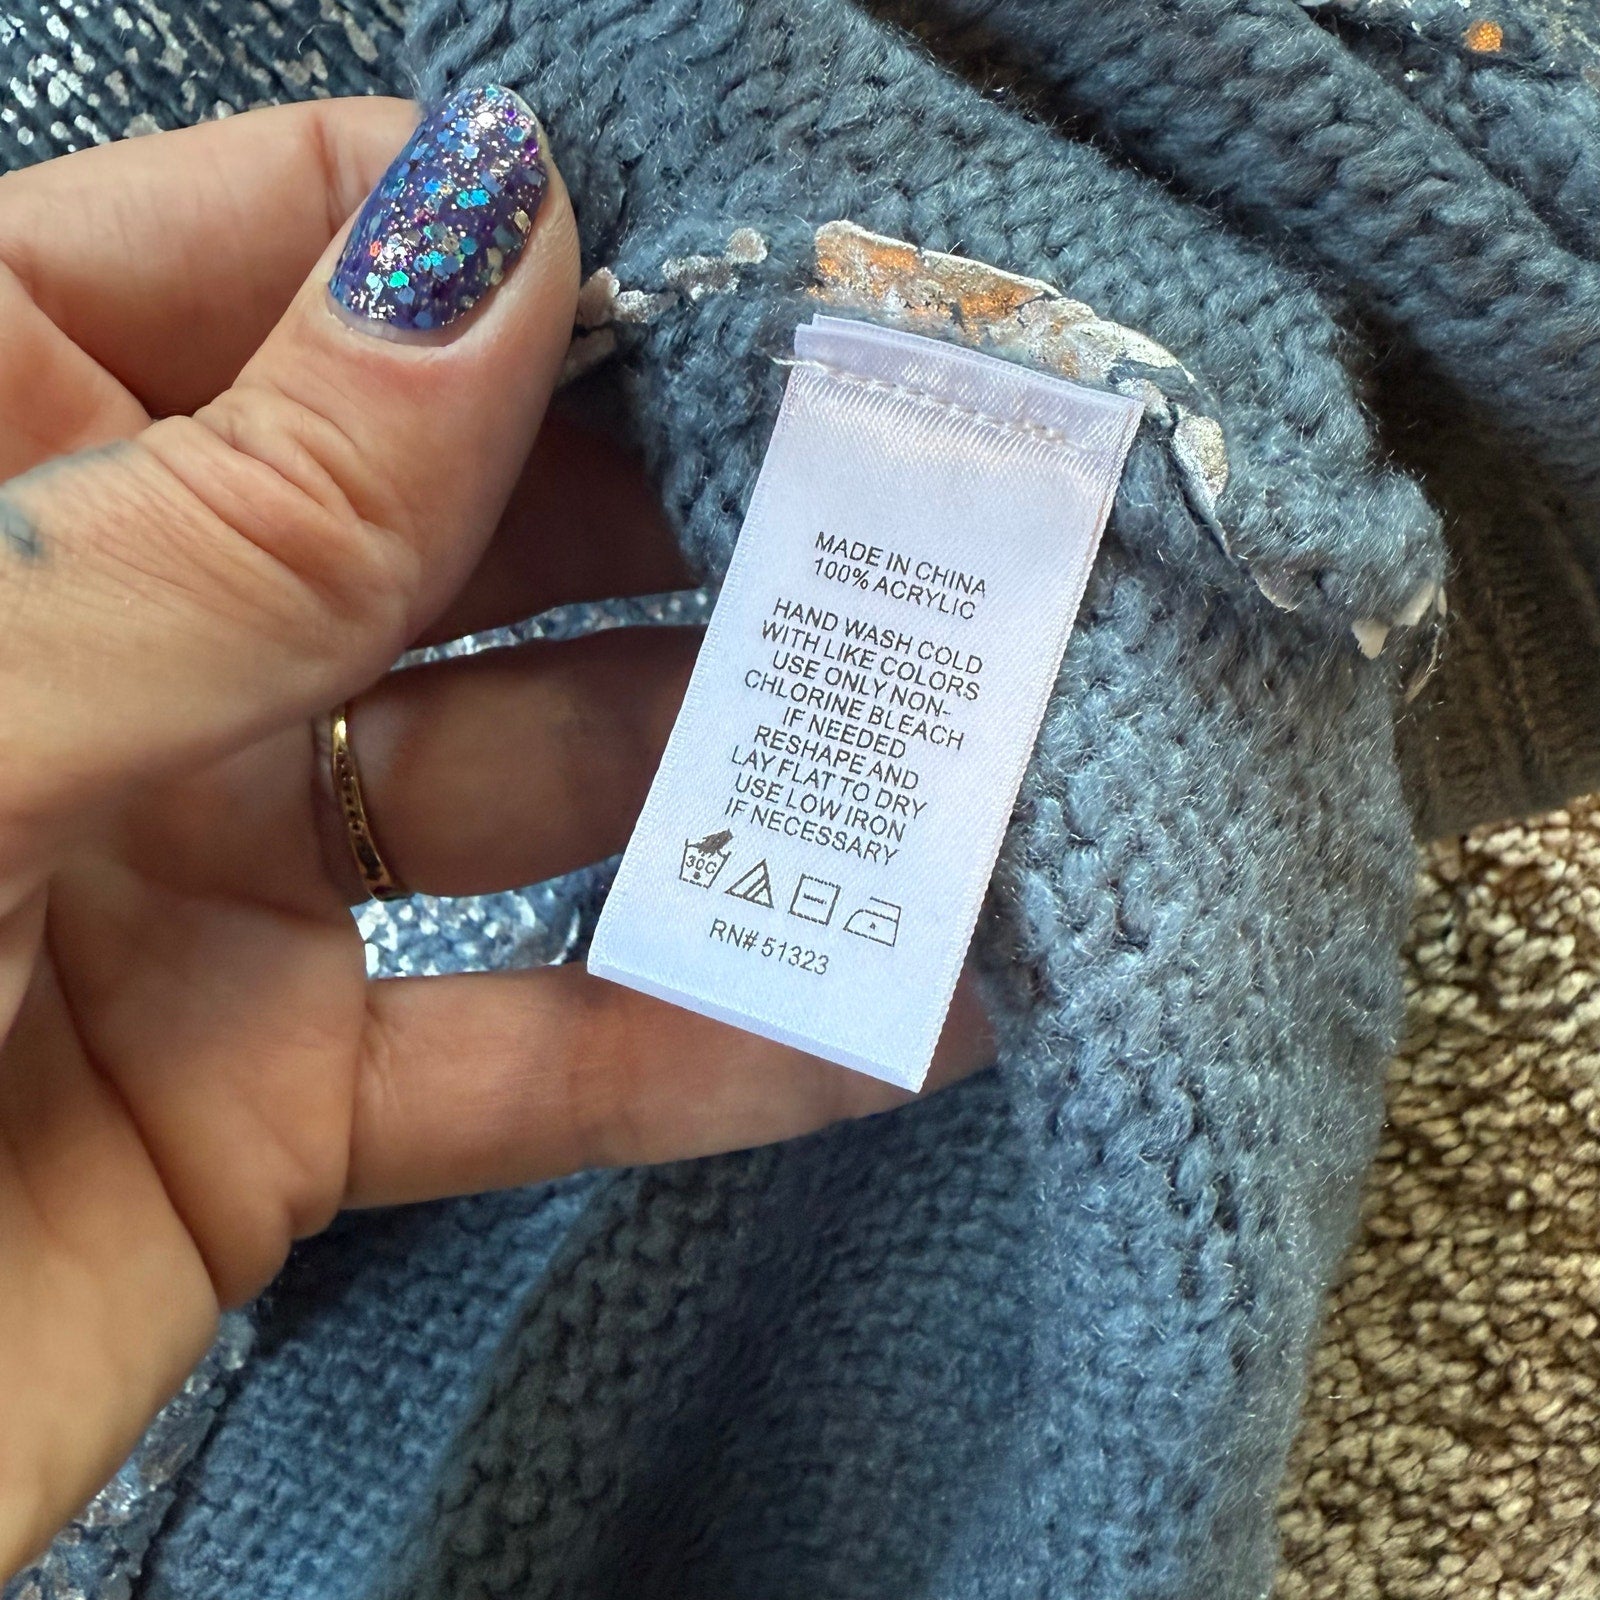 MADE IN CHINA
100% ACRYLIC
HAND WASH COLD
WITH LIKE COLORS
USE ONLY NON-
CHLORINE BLEACH
IF NEEDED
RESHAPE AND
LAY FLAT TO DRY
USE LOW IRON
IF NECESSARY
30C
RN# 51323